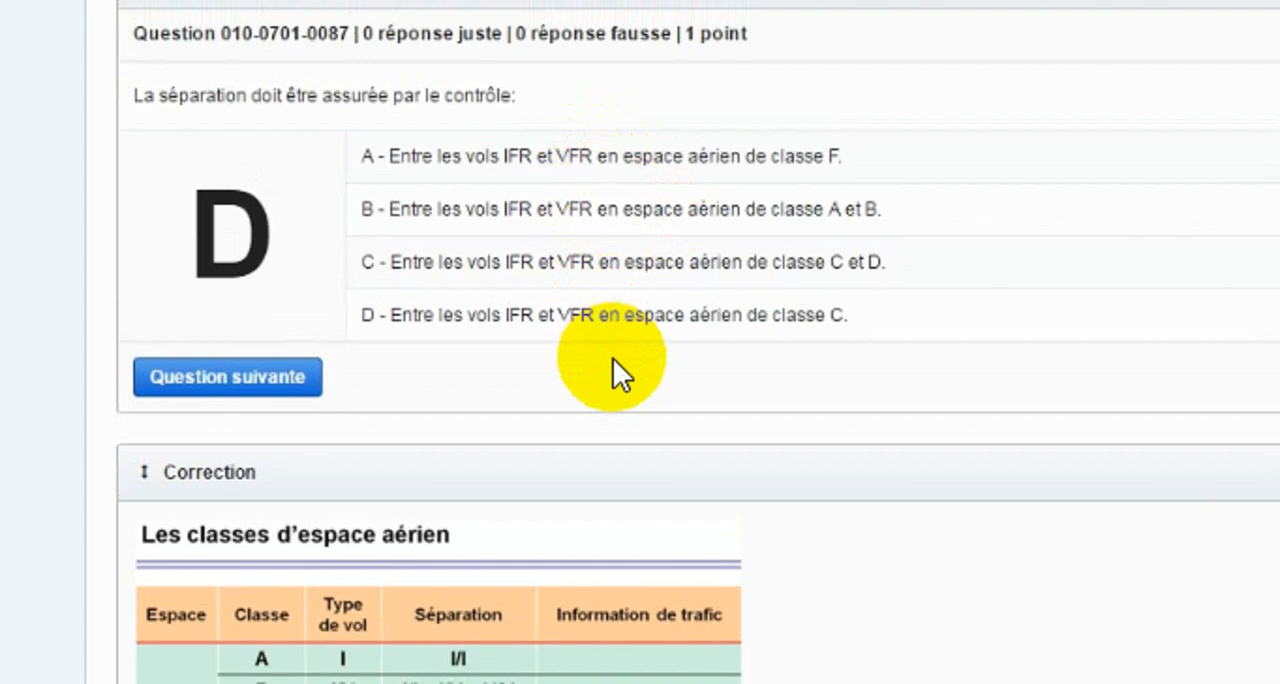 Question 010-0701-0087 | 0 réponse juste | 0 réponse fausse | 1 point
La séparation doit être assurée par le contrôle:
D
A - Entre les vols IFR et VFR en espace aérien de classe F.
B - Entre les vols IFR et VFR en espace aérien de classe A et B.
C - Entre les vols IFR et VFR en espace aérien de classe C et D.
D - Entre les vols IFR et VFR en espace aérien de classe C.
Question suivante
Correction
Les classes d'espace aérien
Espace Classe Type de vol Séparation Information de trafic
A I I/I